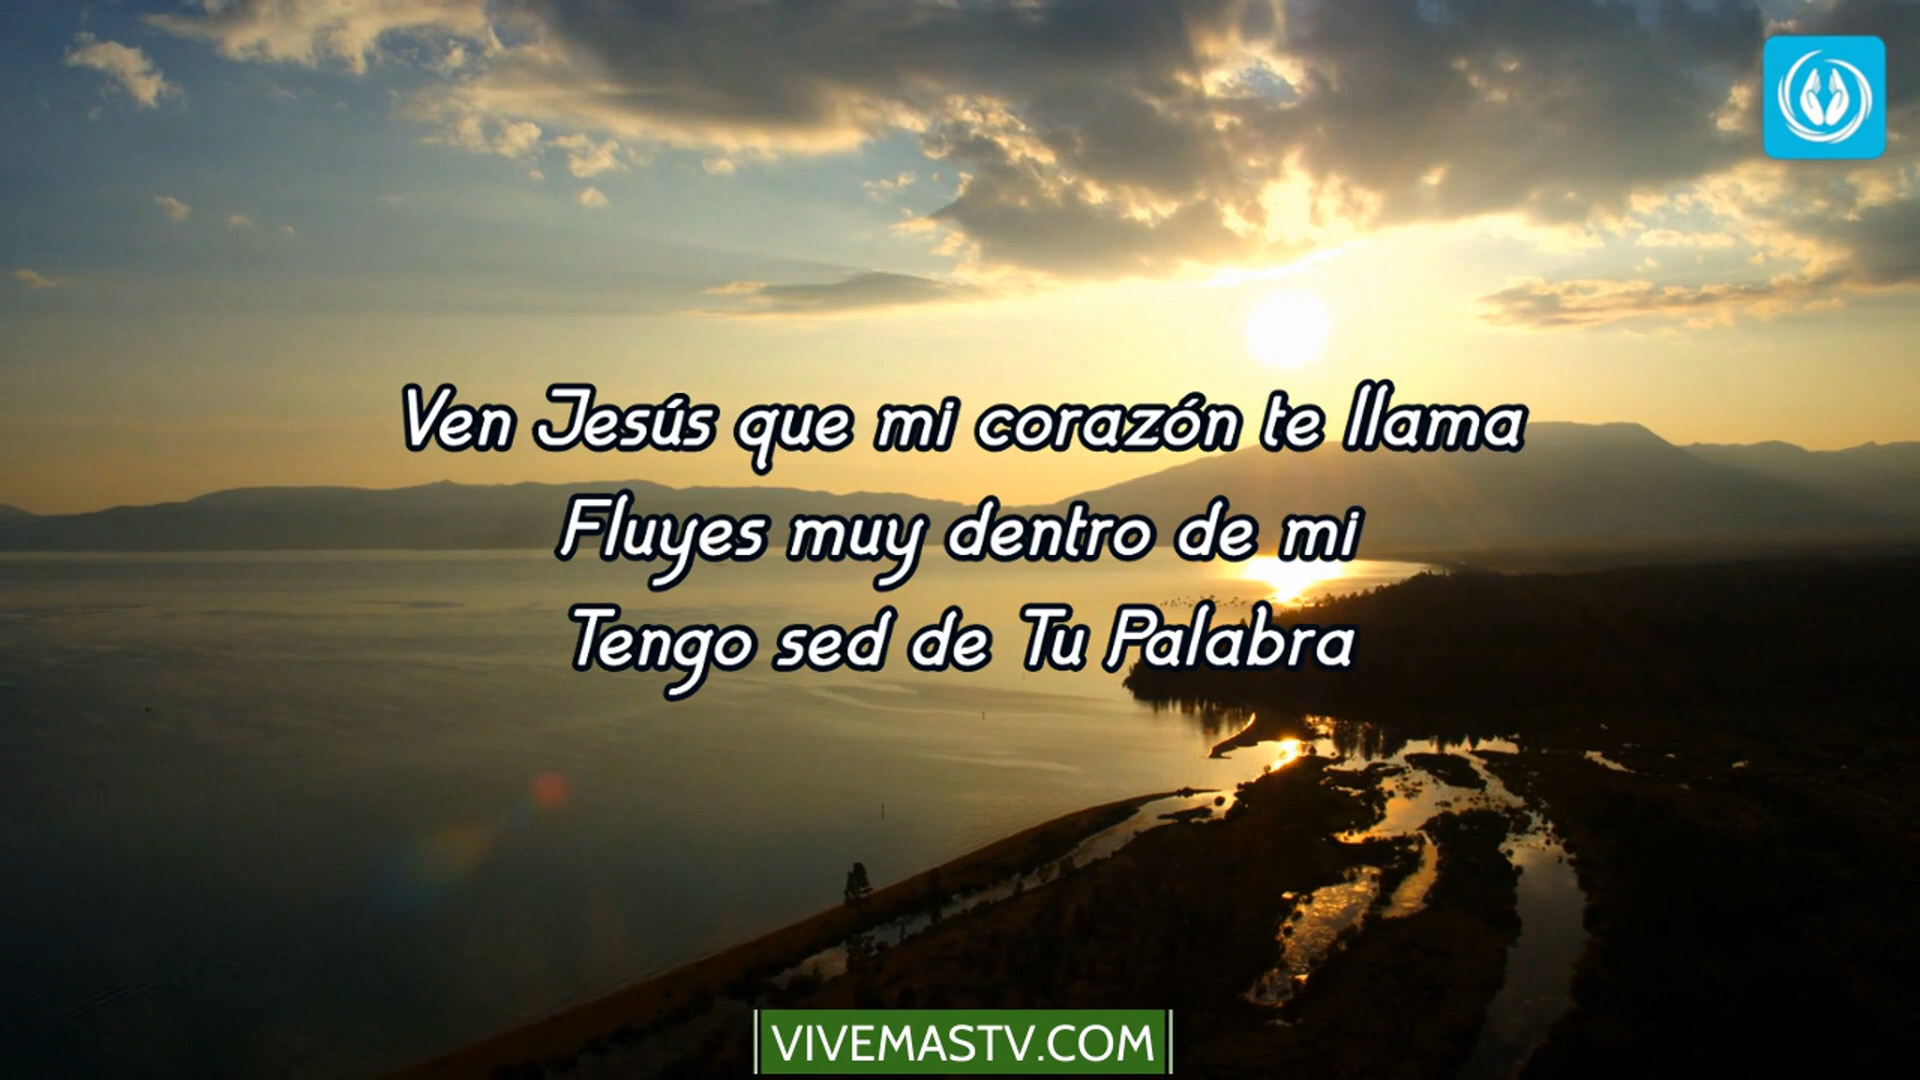 Ven Jesús que mi corazón te llama
Fluyes muy dentro de mi
Tengo sed de Tu Palabra
VIVEMASTV.COM